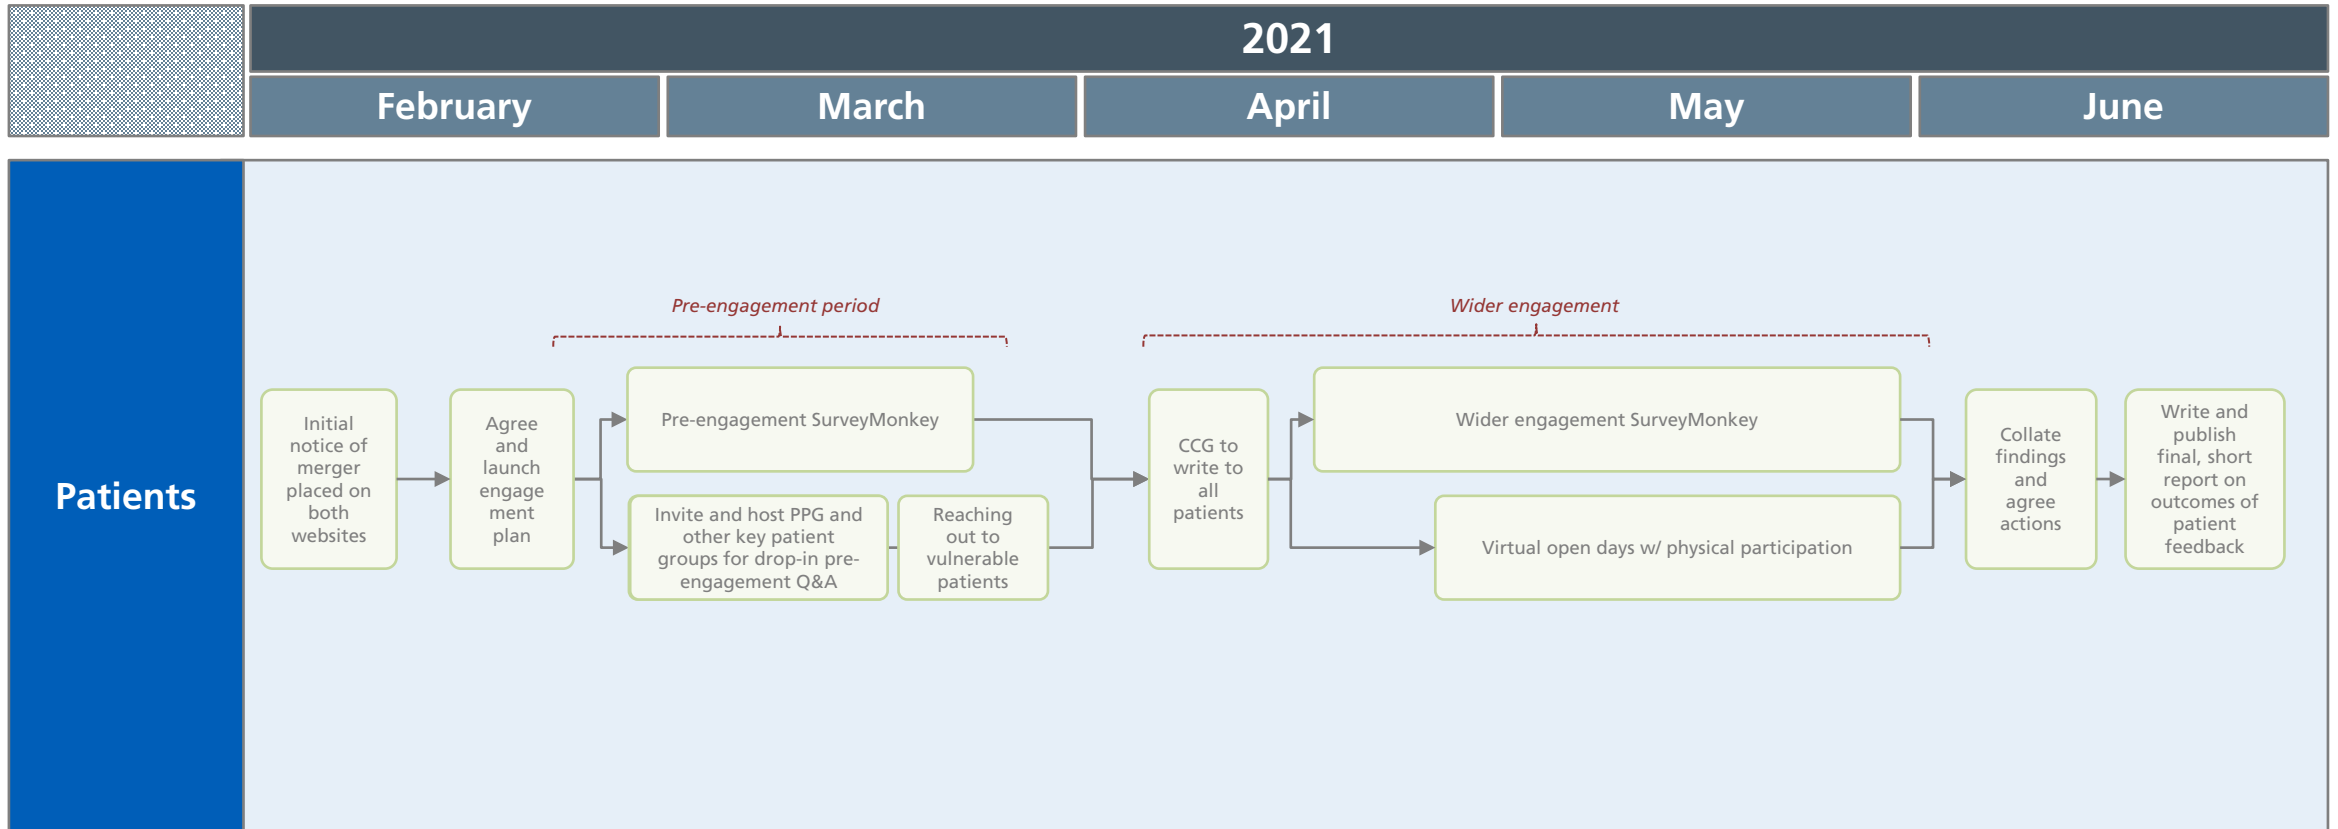 2021
February
March
April
May
June
Patients
Pre-engagement period
Wider engagement
Initial
notice of
merger
placed on
both
websites
Agree
and
launch
engage
ment
plan
Pre-engagement SurveyMonkey
Invite and host PPG and
other key patient
groups for drop-in pre-
engagement Q&A
Reaching
out to
vulnerable
patients
CCG to
write to
all
patients
Wider engagement SurveyMonkey
Virtual open days w/ physical participation
Collate
findings
and
agree
actions
Write and
publish
final, short
report on
outcomes of
patient
feedback